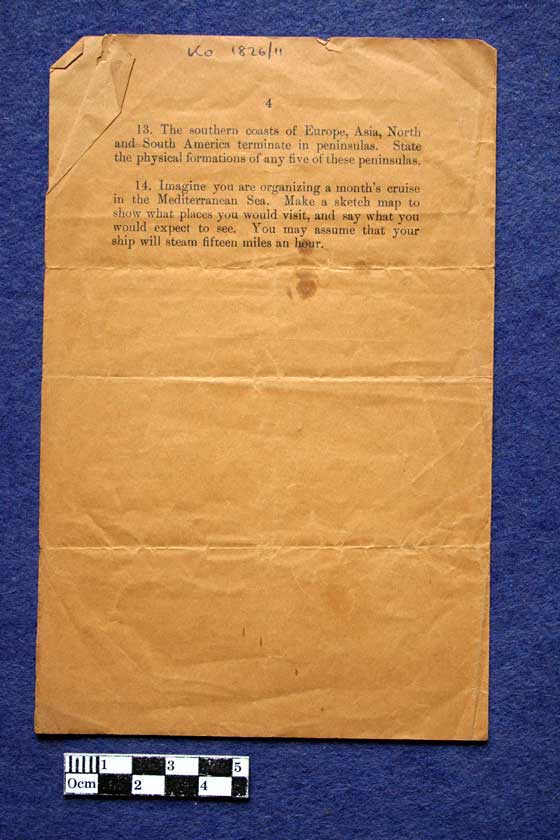 Ko 1826/11
4
13. The southern coasts of Europe, Asia, North
and South America terminate in peninsulas. State
the physical formations of any five of these peninsulas.
14. Imagine you are organizing a month's cruise
in the Mediterranean Sea. Make a sketch map to
show what places you would visit, and say what you
would expect to see. You may assume that your
ship will steam fifteen miles an hour.
1 3 5
0cm 2 4